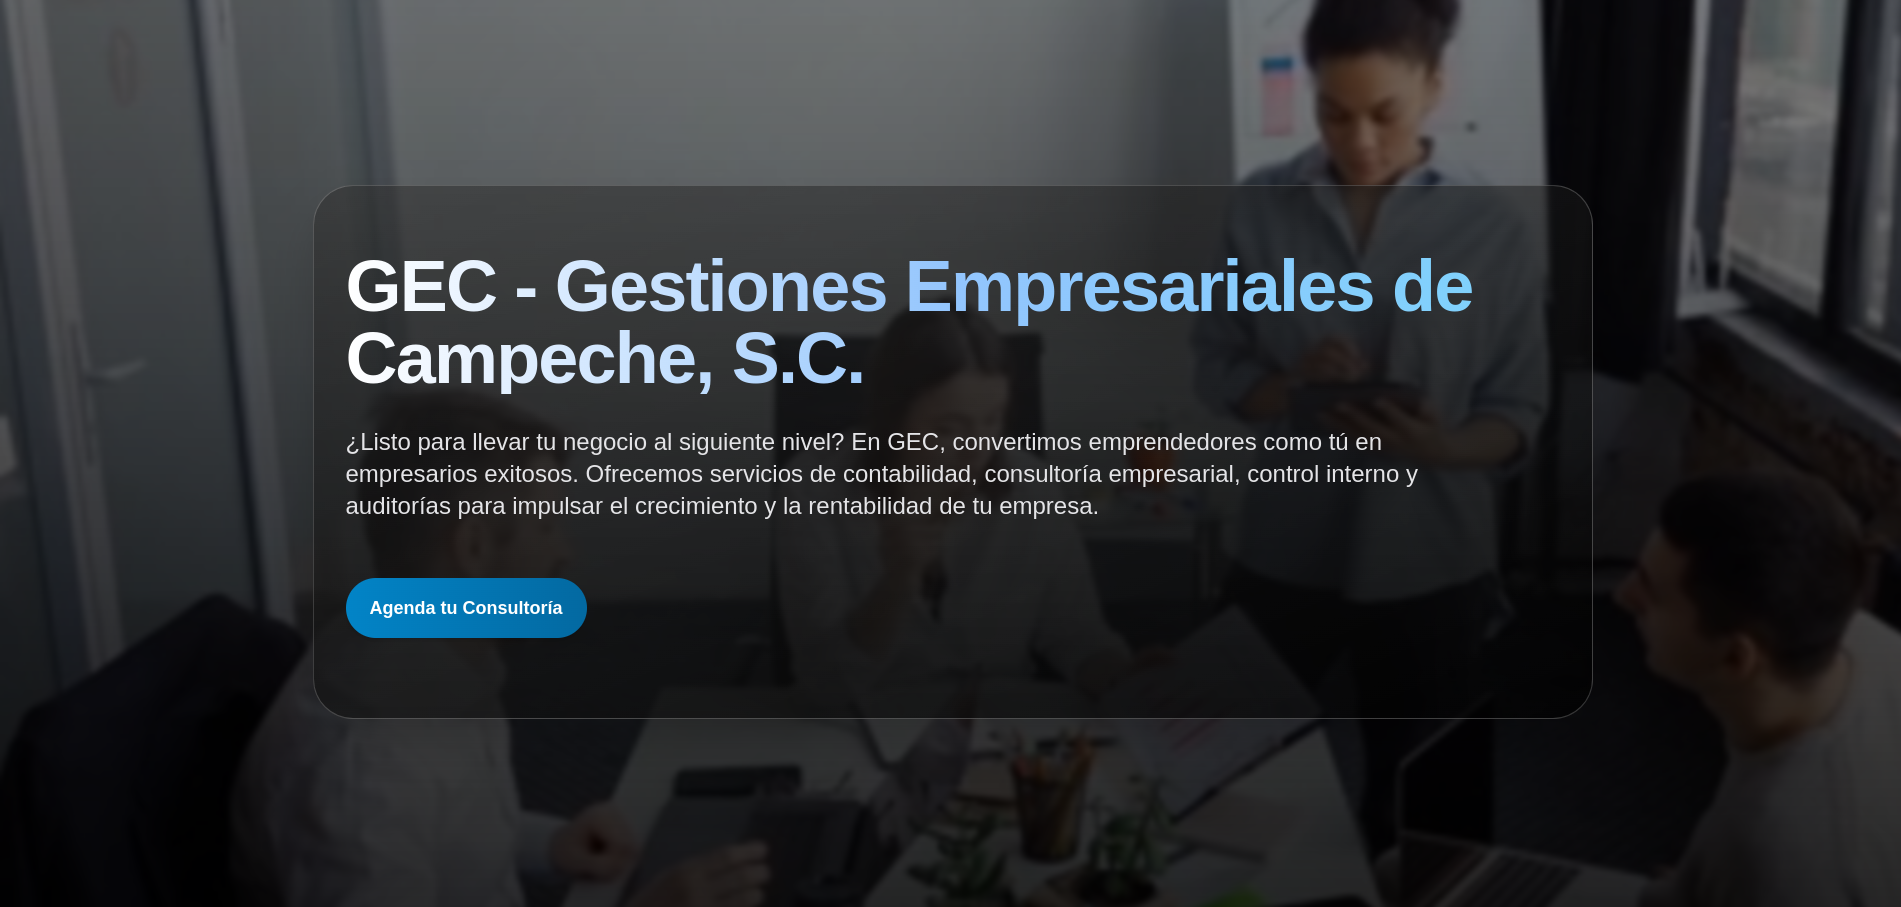 GEC - Gestiones Empresariales de
Campeche, S.C.
¿Listo para llevar tu negocio al siguiente nivel? En GEC, convertimos emprendedores como tú en
empresarios exitosos. Ofrecemos servicios de contabilidad, consultoría empresarial, control interno y
auditorías para impulsar el crecimiento y la rentabilidad de tu empresa.
Agenda tu Consultoría